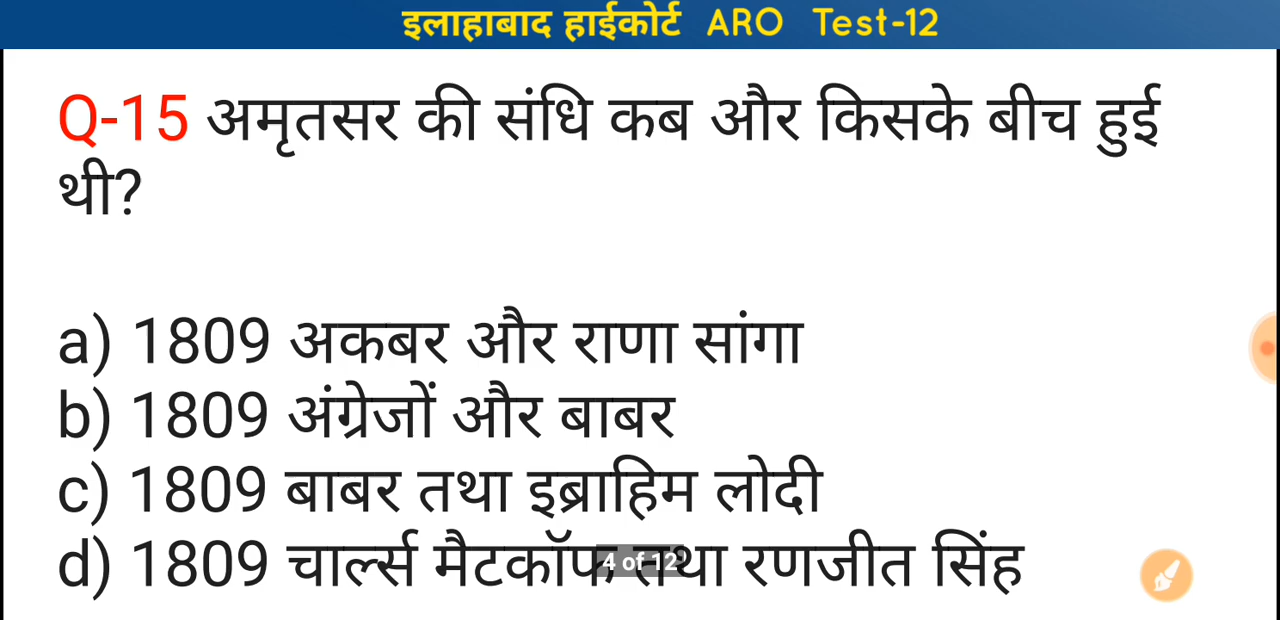 इलाहाबाद हाईकोर्ट ARO Test-12
Q-15 अमृतसर की संधि कब और किसके बीच हुई
थी?
a) 1809 अकबर और राणा सांगा
b) 1809 अंग्रेजों और बाबर
c) 1809 बाबर तथा इब्राहिम लोदी
d) 1809 चार्ल्स मैटकॉफ तथा रणजीत सिंह
4 of 129